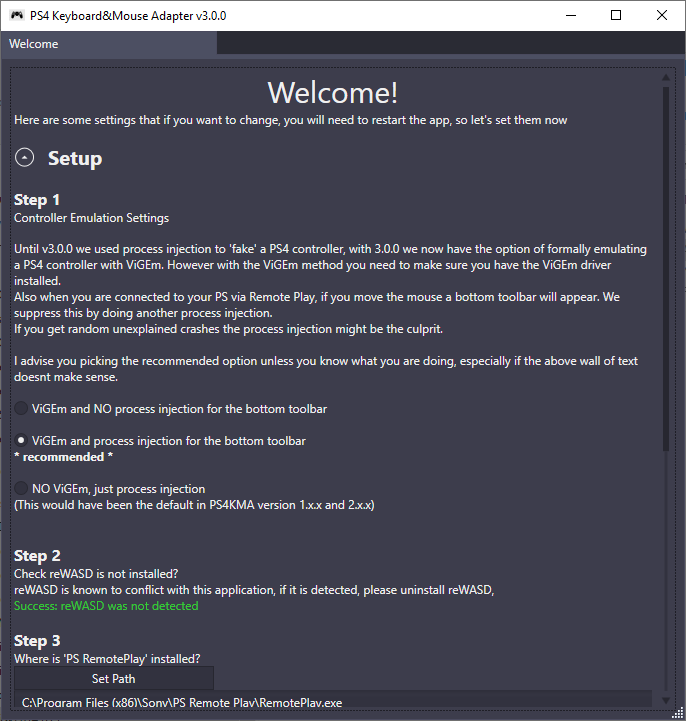 PS4 Keyboard&Mouse Adapter v3.0.0
Welcome
Welcome!
Here are some settings that if you want to change, you will need to restart the app, so let's set them now
Setup
Step 1
Controller Emulation Settings
Until v3.0.0 we used process injection to 'fake' a PS4 controller, with 3.0.0 we now have the option of formally emulating
a PS4 controller with ViGEm. However with the ViGEm method you need to make sure you have the ViGEm driver
installed.
Also when you are connected to your PS via Remote Play, if you move the mouse a bottom toolbar will appear. We
suppress this by doing another process injection.
If you get random unexplained crashes the process injection might be the culprit.
I advise you picking the recommended option unless you know what you are doing, especially if the above wall of text
doesnt make sense.
ViGEm and NO process injection for the bottom toolbar
ViGEm and process injection for the bottom toolbar
* recommended *
NO ViGEm, just process injection
(This would have been the default in PS4KMA version 1.x.x and 2.x.x)
Step 2
Check reWASD is not installed?
reWASD is known to conflict with this application, if it is detected, please uninstall reWASD,
Success: reWASD was not detected
Step 3
Where is 'PS RemotePlay' installed?
Set Path
C:\Program Files (x86)\Sony\PS Remote Play\RemotePlay.exe